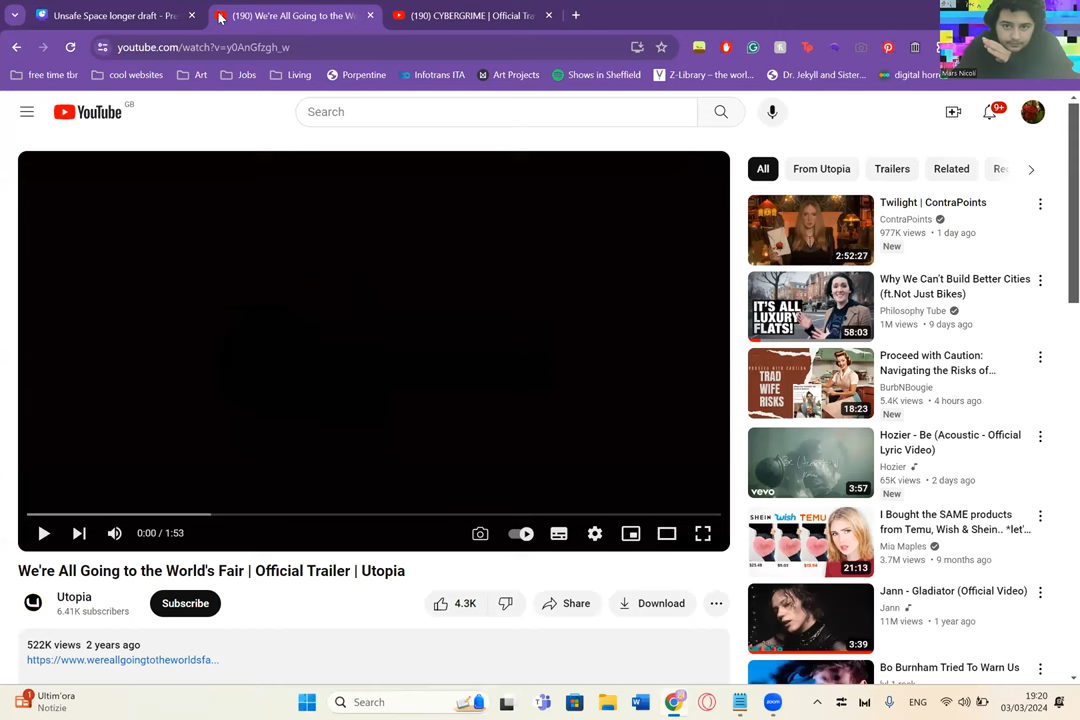 Unsafe Space longer draft - Pre
(190) We're All Going to the Wo
(190) CYBERGRIME | Official Tra
youtube.com/watch?v=y0AnGfzgh_w
free time tbr
cool websites
Art
Jobs
Living
Porpentine
Infotrans ITA
Art Projects
Shows in Sheffield
Z-Library – the worl...
Dr. Jekyll and Sister...
digital horr
Mars Nicoli
YouTube GB
Search
9+
All
From Utopia
Trailers
Related
Re
Twilight | ContraPoints
ContraPoints
977K views • 1 day ago
New
2:52:27
Why We Can't Build Better Cities
(ft.Not Just Bikes)
Philosophy Tube
1M views • 9 days ago
IT'S ALL
LUXURY
FLATS!
58:03
Proceed with Caution:
Navigating the Risks of...
BurbNBougie
5.4K views • 4 hours ago
New
TRAD
WIFE
RISKS
18:23
Hozier - Be (Acoustic - Official
Lyric Video)
Hozier
65K views • 2 days ago
New
vevo
3:57
I Bought the SAME products
from Temu, Wish & Shein.. *let'...
Mia Maples
3.7M views • 9 months ago
SHEIN wish TEMU
21:13
Jann - Gladiator (Official Video)
Jann
11M views • 1 year ago
3:39
Bo Burnham Tried To Warn Us
0:00 / 1:53
We're All Going to the World's Fair | Official Trailer | Utopia
Utopia
6.41K subscribers
Subscribe
4.3K
Share
Download
522K views 2 years ago
https://www.wereallgoingtotheworldsfa...
1
Ultim'ora
Notizie
Search
zoom
ENG
19:20
03/03/2024